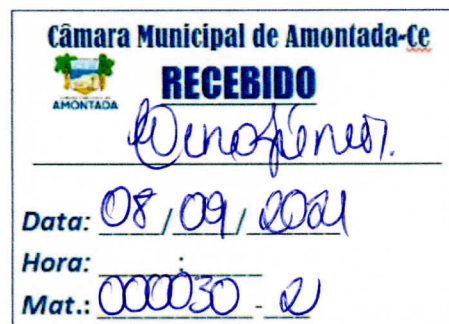 Câmara Municipal de Amontada-Ce
AMONTADA
RECEBIDO
Data: 08/09/2021
Hora: :
Mat.: 000030 - 2